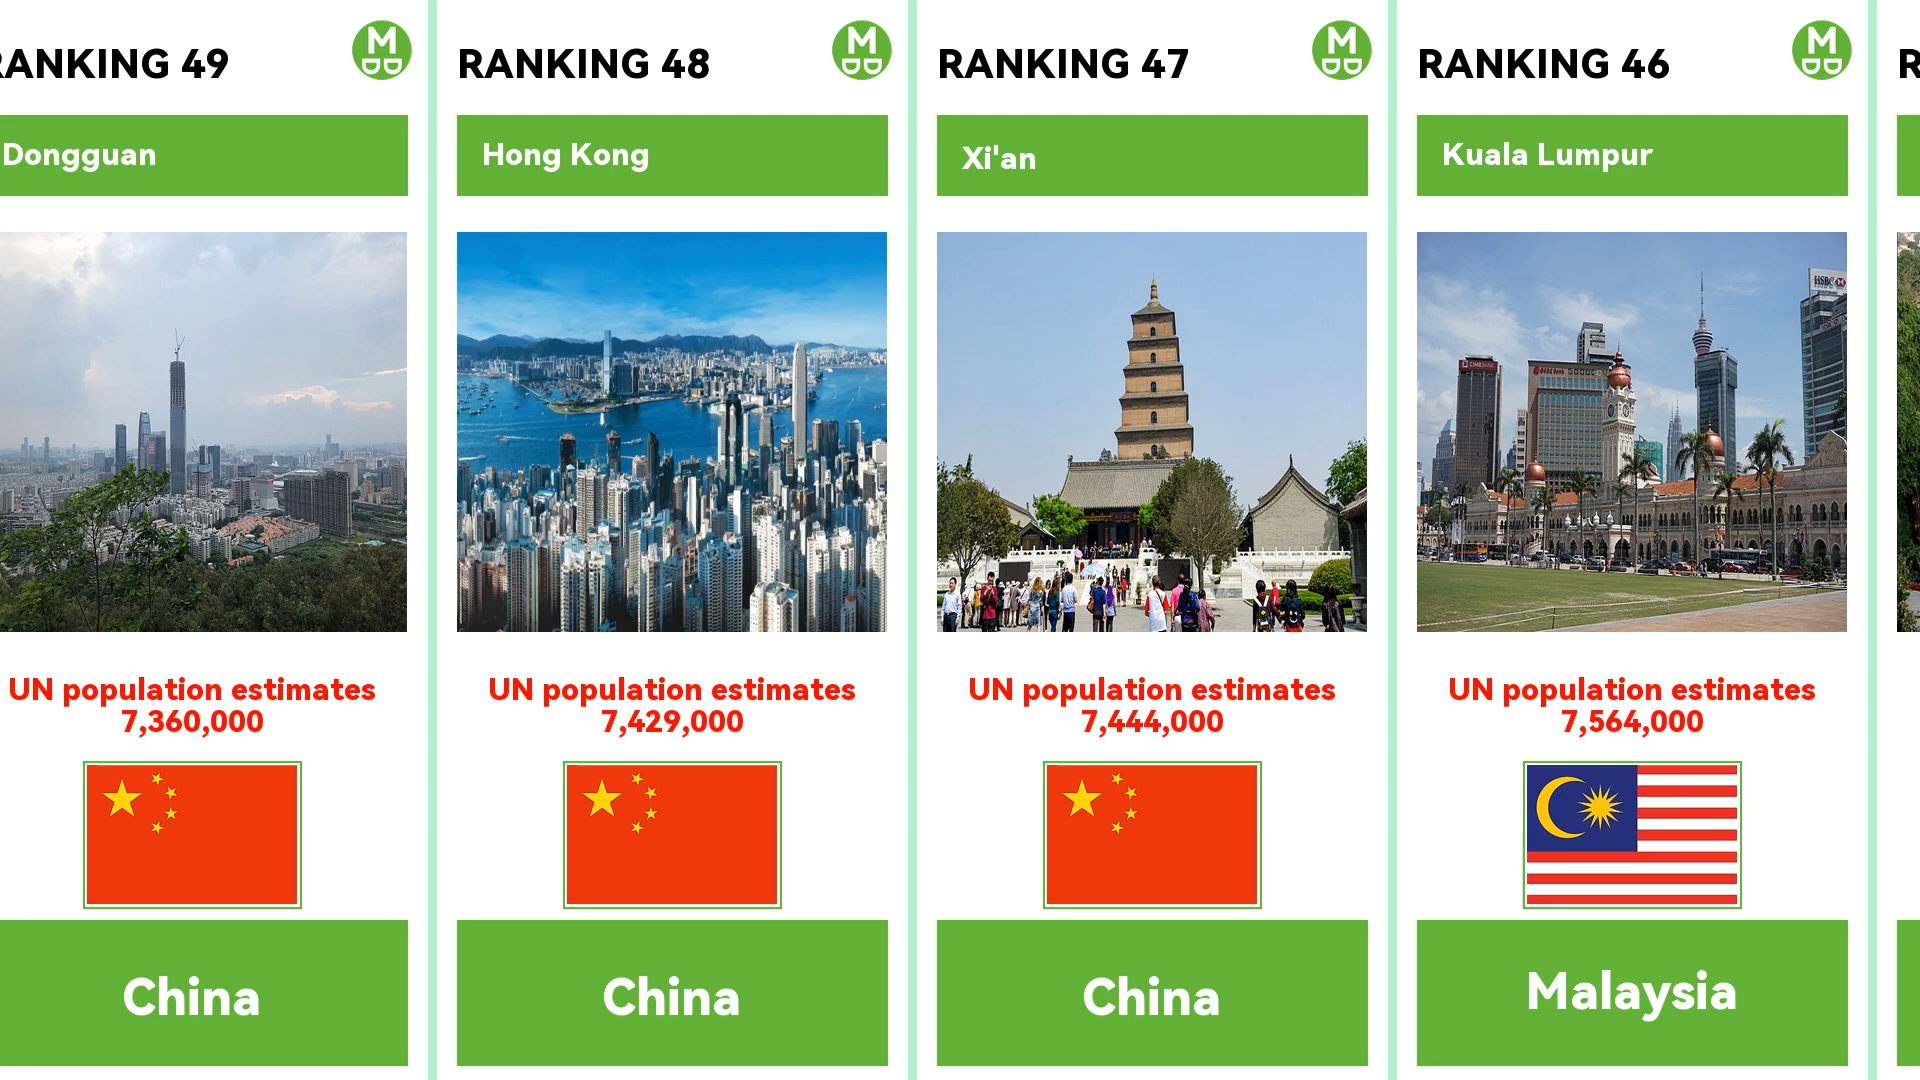 RANKING 49
Dongguan
UN population estimates
7,360,000
China
RANKING 48
Hong Kong
UN population estimates
7,429,000
China
RANKING 47
Xi'an
UN population estimates
7,444,000
China
RANKING 46
Kuala Lumpur
HSBC
UN population estimates
7,564,000
Malaysia